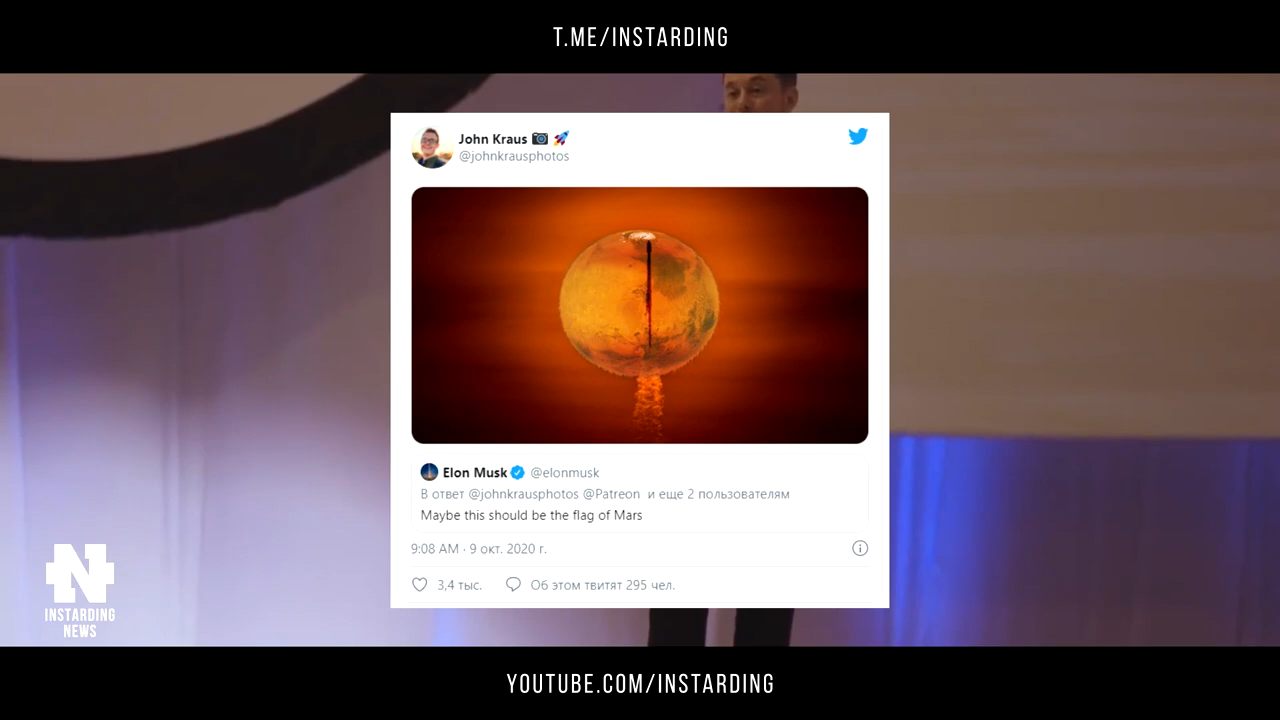 T.ME/INSTARDING
John Kraus
@johnkrausphotos
Elon Musk @elonmusk
В ответ @johnkrausphotos @Patreon и еще 2 пользователям
Maybe this should be the flag of Mars
9:08 AM · 9 окт. 2020 г.
3,4 тыс. Об этом твитят 295 чел.
N
INSTARDING
NEWS
YOUTUBE.COM/INSTARDING